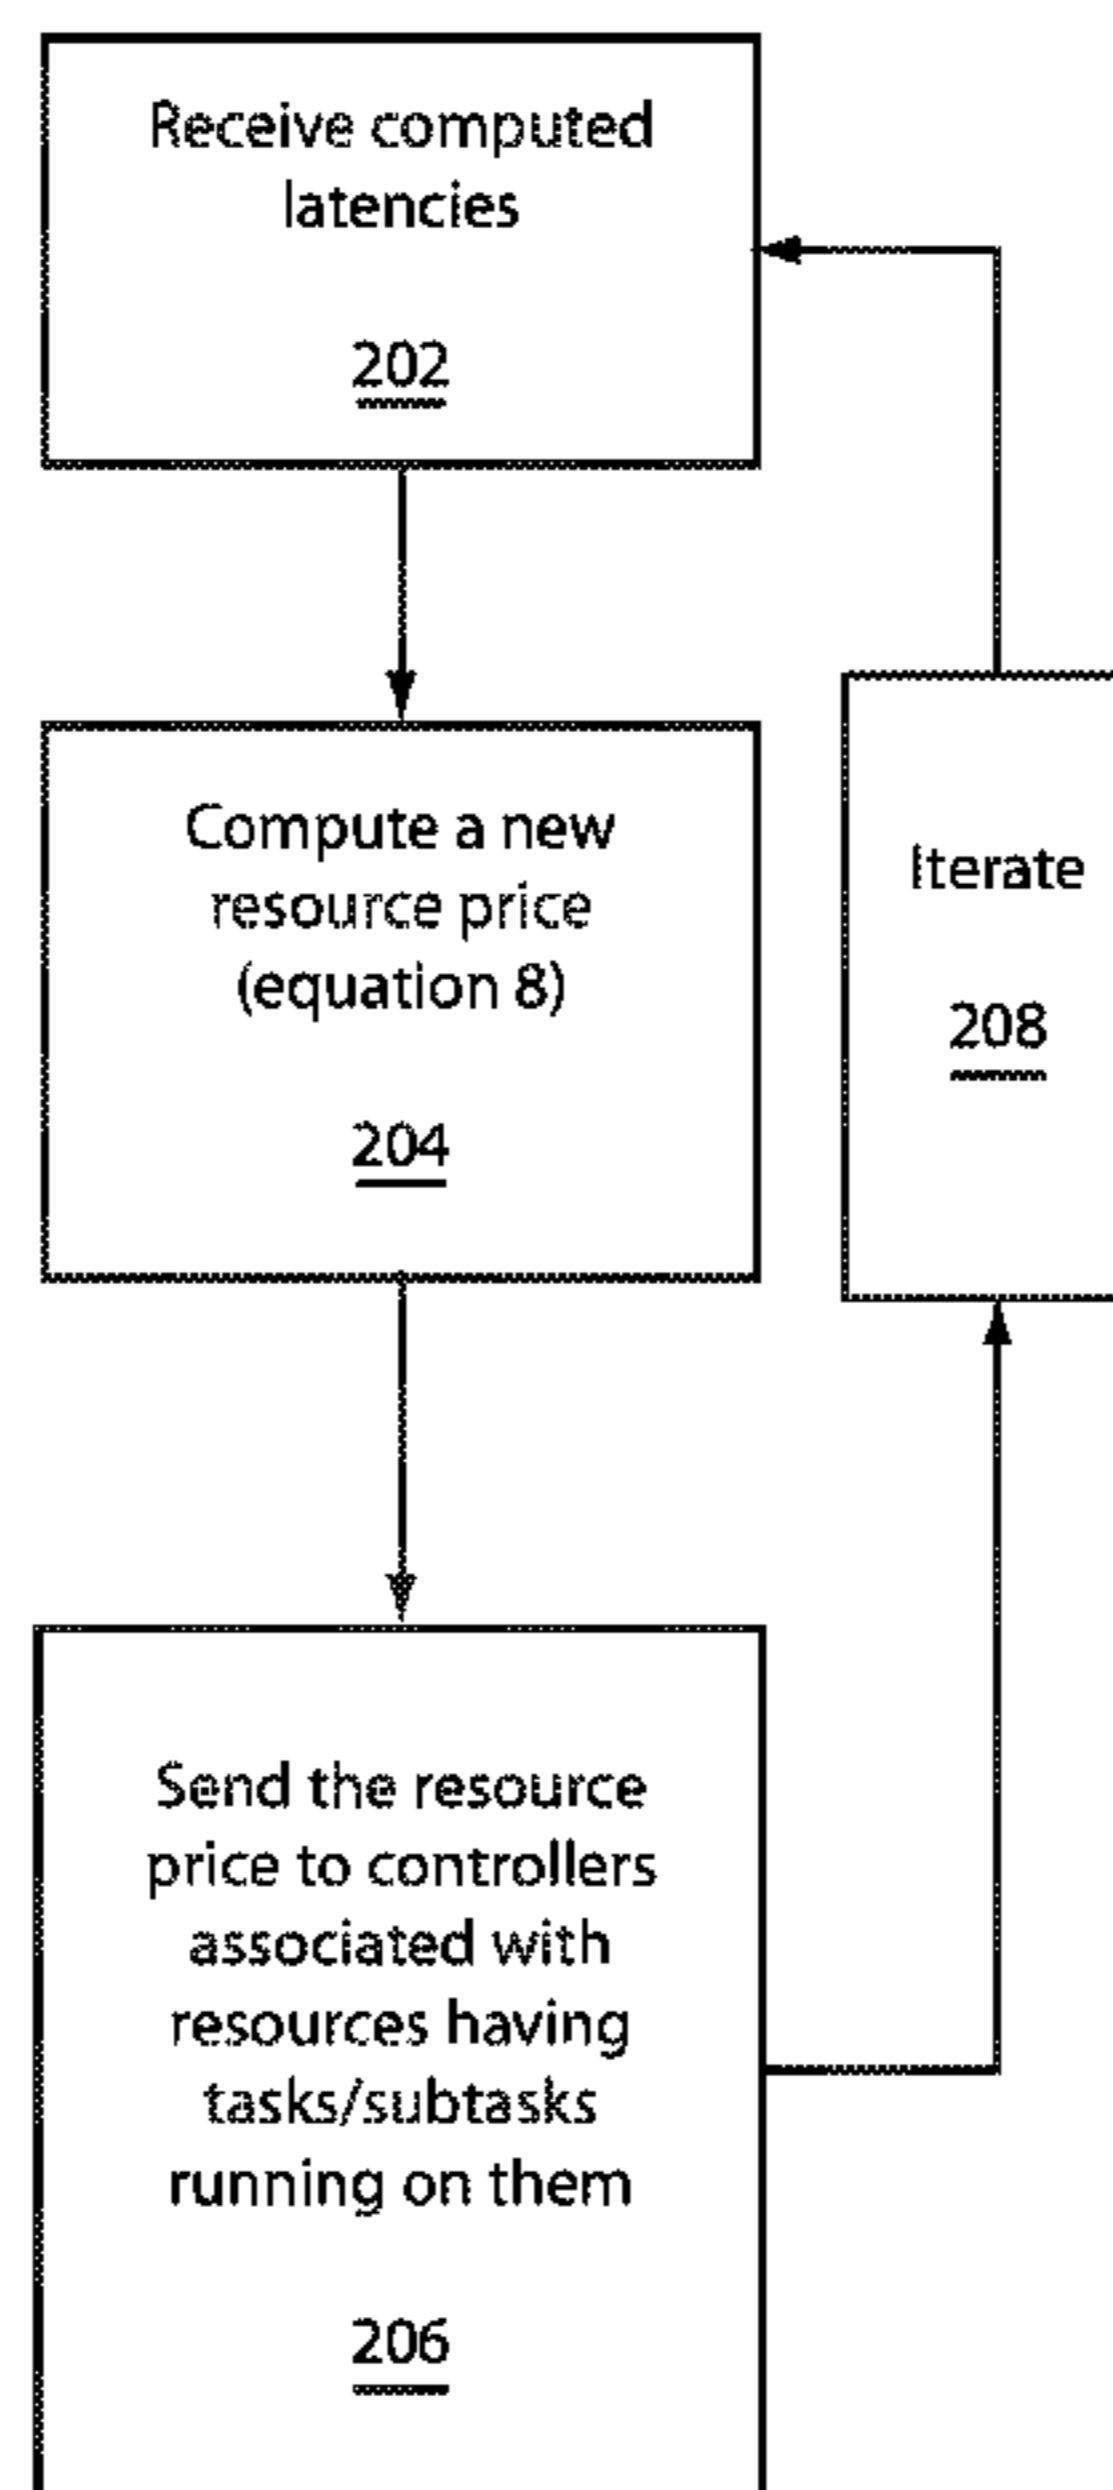 Receive computed
latencies
202
Compute a new
resource price
(equation 8)
204
Iterate
208
Send the resource
price to controllers
associated with
resources having
tasks/subtasks
running on them
206